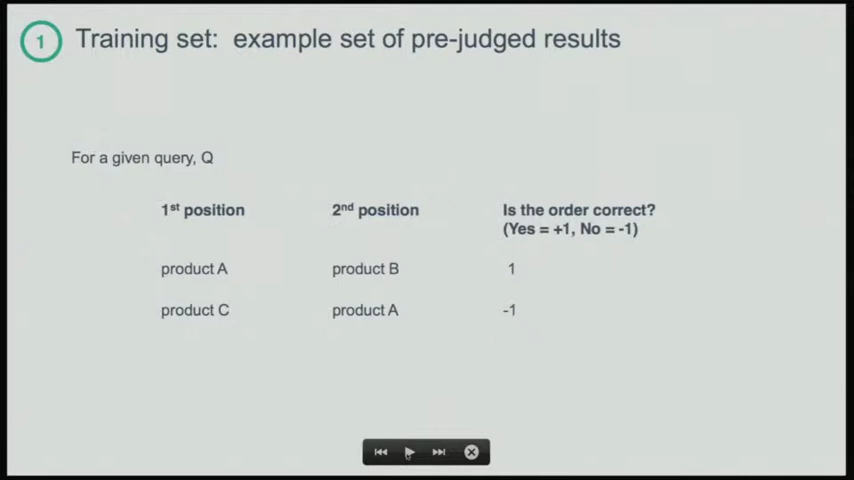 1 Training set: example set of pre-judged results
For a given query, Q
1st position 2nd position Is the order correct?
(Yes = +1, No = -1)
product A product B 1
product C product A -1